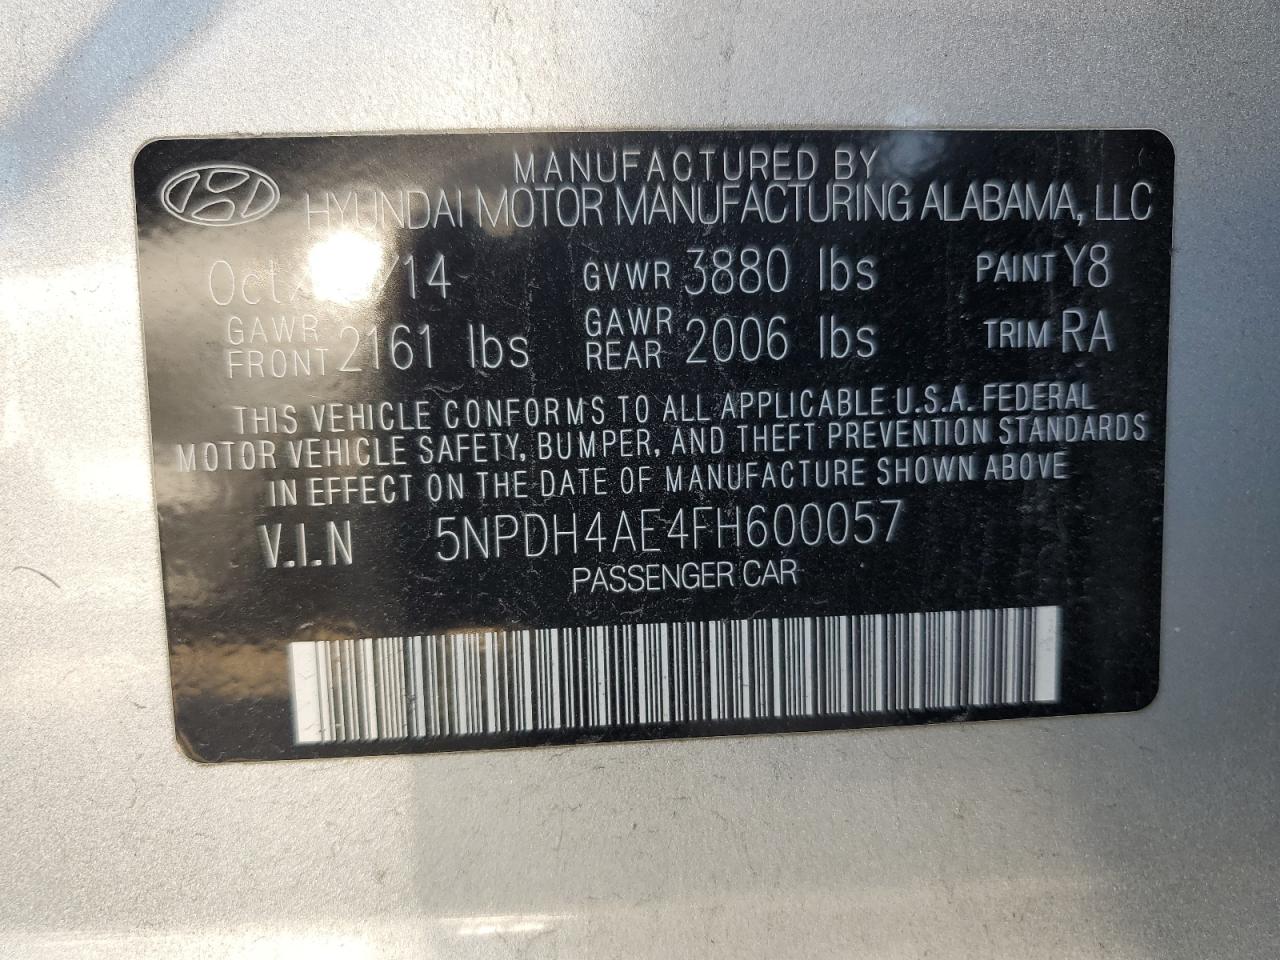 MANUFACTURED BY
HYUNDAI MOTOR MANUFACTURING ALABAMA, LLC
Oct/ /14 GVWR 3880 lbs PAINT Y8
GAWR FRONT 2161 lbs GAWR REAR 2006 lbs TRIM RA
THIS VEHICLE CONFORMS TO ALL APPLICABLE U.S.A. FEDERAL
MOTOR VEHICLE SAFETY, BUMPER, AND THEFT PREVENTION STANDARDS
IN EFFECT ON THE DATE OF MANUFACTURE SHOWN ABOVE
V.I.N 5NPDH4AE4FH600057
PASSENGER CAR